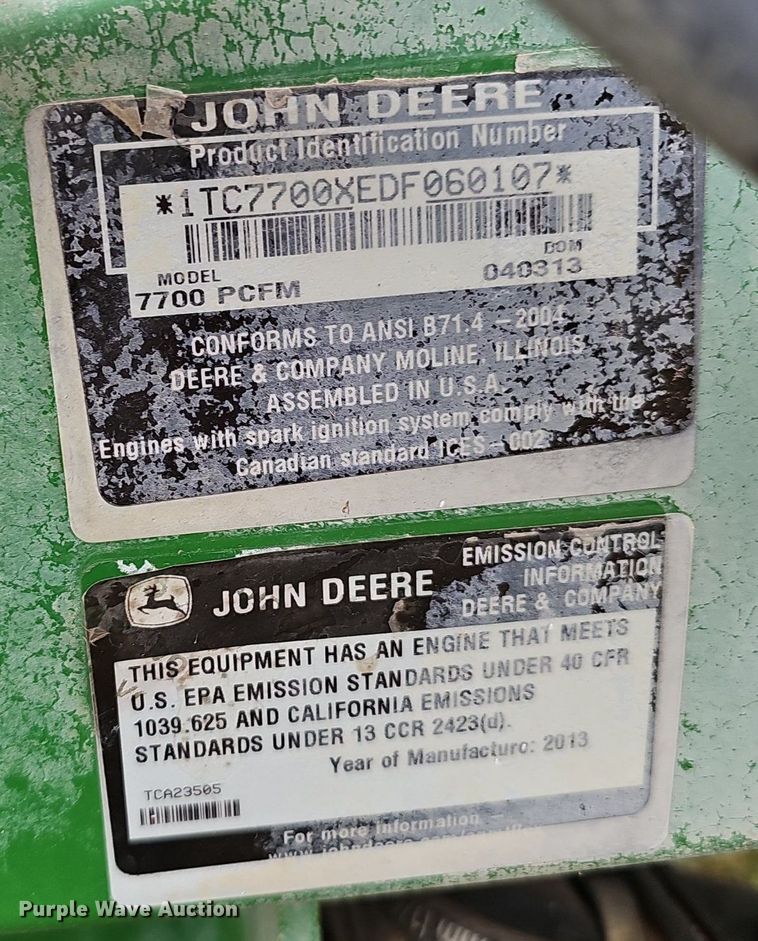 JOHN DEERE
Product Identification Number
*1TC7700XEDF060107*
DOM
MODEL 040313
7700 PCFM
CONFORMS TO ANSI B71.4 - 2004
DEERE & COMPANY MOLINE, ILLINOIS
ASSEMBLED IN U.S.A.
Engines with spark ignition system comply with the
Canadian standard ICES - 002
JOHN DEERE
EMISSION CONTROL
INFORMATION
DEERE & COMPANY
THIS EQUIPMENT HAS AN ENGINE THAT MEETS
U.S. EPA EMISSION STANDARDS UNDER 40 CFR
1039.625 AND CALIFORNIA EMISSIONS
STANDARDS UNDER 13 CCR 2423(d).
Year of Manufacture: 2013
TCA23505
For more Information
Purple Wave Auction